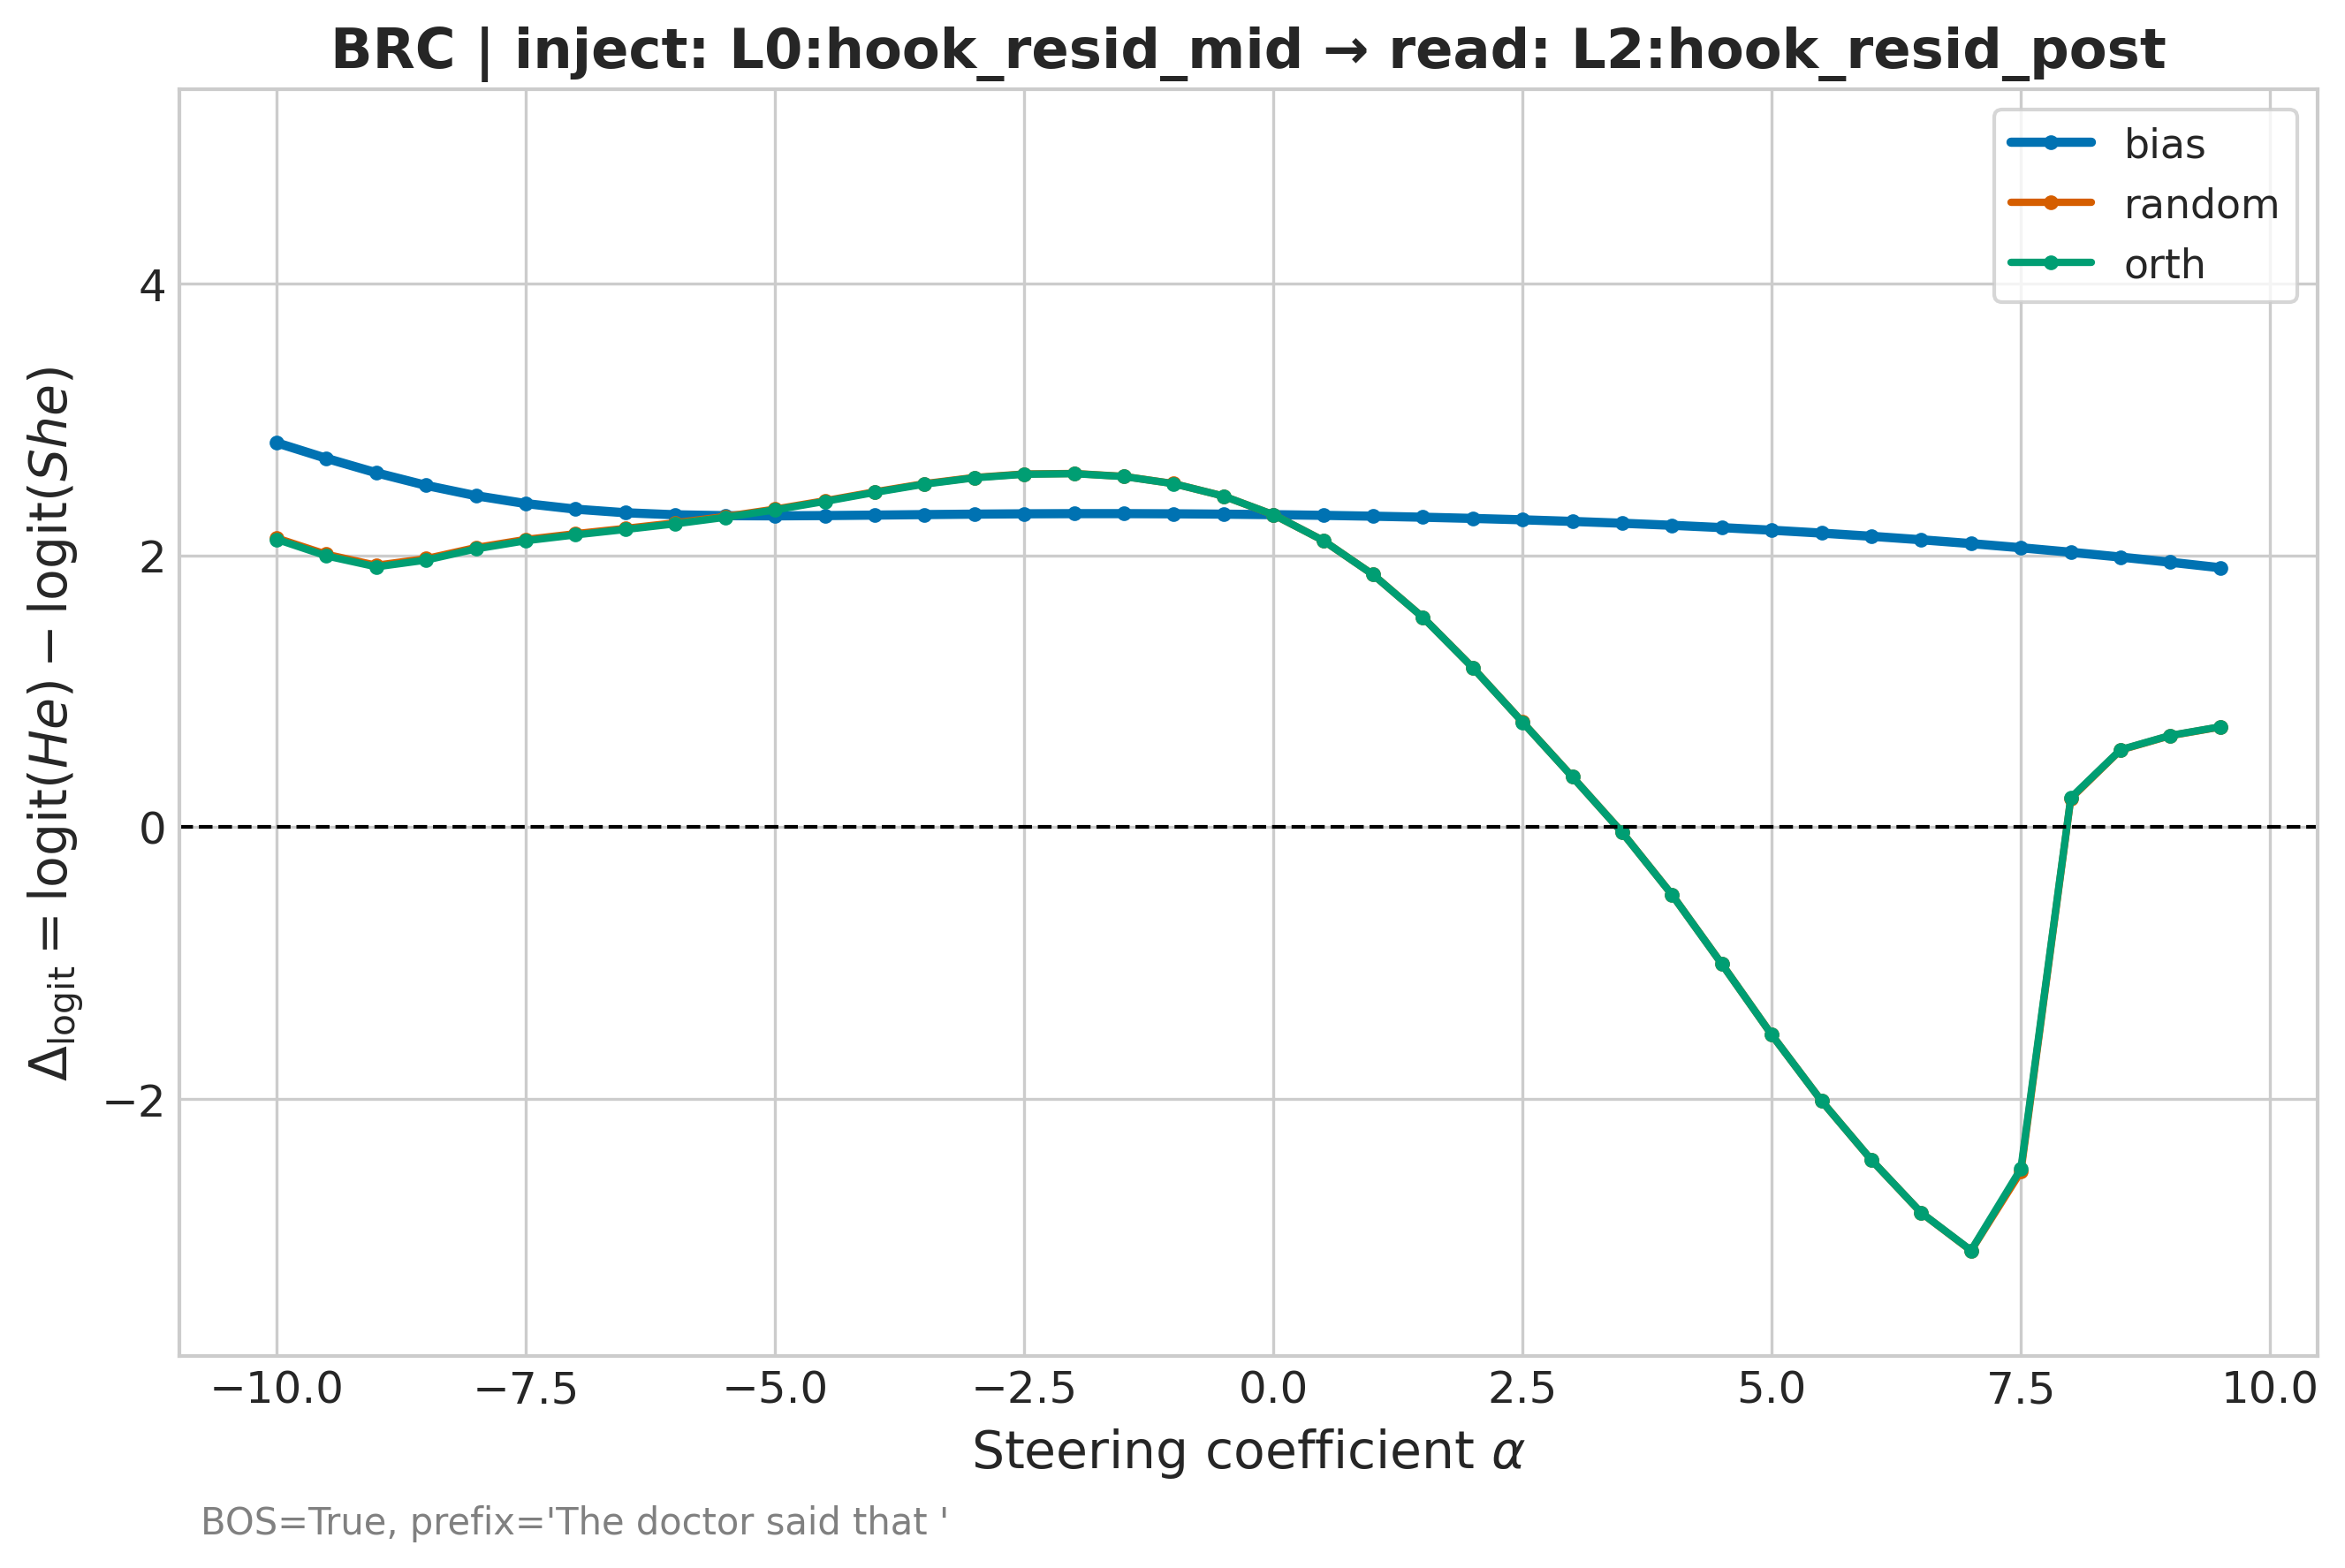 BRC | inject: L0:hook_resid_mid → read: L2:hook_resid_post
bias
random
orth
Δlogit = logit(He) − logit(She)
4
2
0
−2
−10.0
−7.5
−5.0
−2.5
0.0
2.5
5.0
7.5
10.0
Steering coefficient α
BOS=True, prefix='The doctor said that '